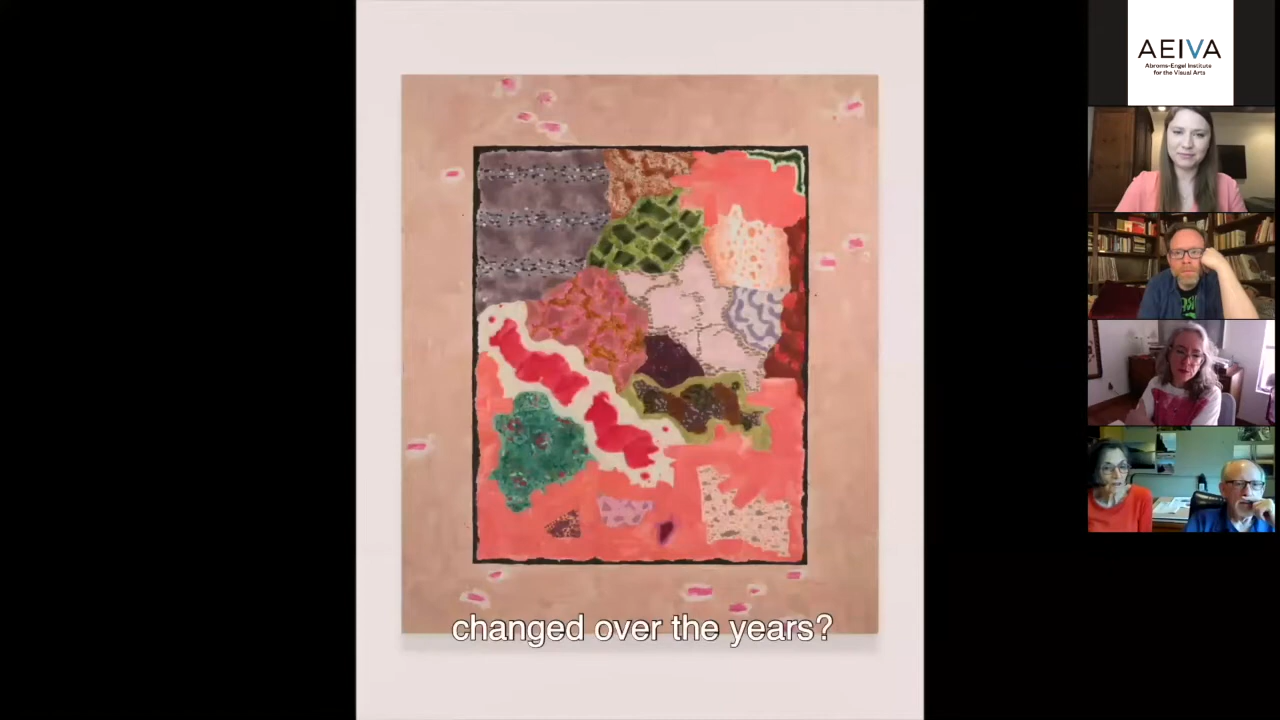 AEIVA
Abroms-Engel Institute
for the Visual Arts
changed over the years?